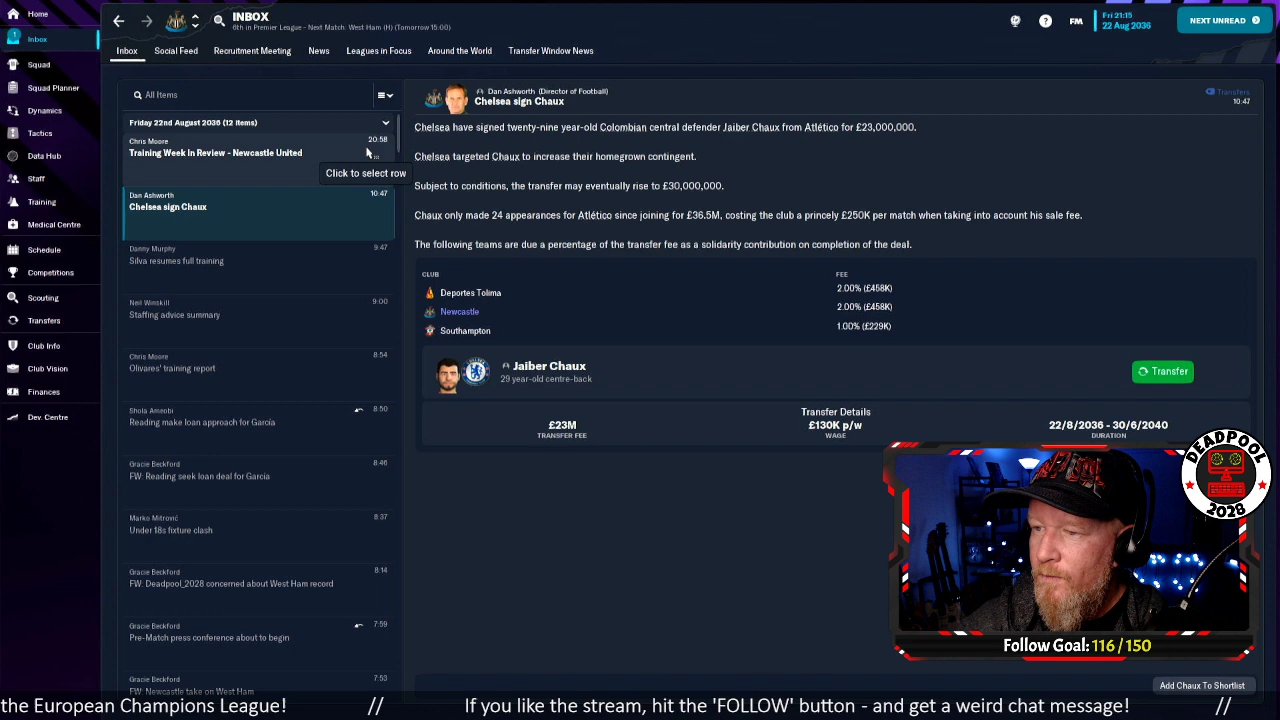 Home
INBOX
6th in Premier League - Next Match: West Ham (H) (Tomorrow 15:00)
FM
Fri 21:15
22 Aug 2036
NEXT UNREAD
1
Inbox
Squad
Squad Planner
Dynamics
Tactics
Data Hub
Staff
Training
Medical Centre
Schedule
Competitions
Scouting
Transfers
Club Info
Club Vision
Finances
Dev. Centre
Inbox
Social Feed
Recruitment Meeting
News
Leagues in Focus
Around the World
Transfer Window News
All Items
Friday 22nd August 2036 (12 items)
Chris Moore
20:58
Training Week In Review - Newcastle United
Click to select row
Dan Ashworth
10:47
Chelsea sign Chaux
Danny Murphy
9:47
Silva resumes full training
Neil Winskill
9:00
Staffing advice summary
Chris Moore
8:54
Olivares' training report
Shola Ameobi
8:50
Reading make loan approach for García
Gracie Beckford
8:46
FW: Reading seek loan deal for García
Marko Mitrović
8:37
Under 18s fixture clash
Gracie Beckford
8:14
FW: Deadpool_2028 concerned about West Ham record
Gracie Beckford
7:59
Pre-Match press conference about to begin
Gracie Beckford
7:53
FW: Newcastle take on West Ham
Dan Ashworth (Director of Football)
Chelsea sign Chaux
Transfers
10:47
Chelsea have signed twenty-nine year-old Colombian central defender Jaiber Chaux from Atlético for £23,000,000.
Chelsea targeted Chaux to increase their homegrown contingent.
Subject to conditions, the transfer may eventually rise to £30,000,000.
Chaux only made 24 appearances for Atlético since joining for £36.5M, costing the club a princely £250K per match when taking into account his sale fee.
The following teams are due a percentage of the transfer fee as a solidarity contribution on completion of the deal.
CLUB
FEE
Deportes Tolima
2.00% (£458K)
Newcastle
2.00% (£458K)
Southampton
1.00% (£229K)
Jaiber Chaux
29 year-old centre-back
Transfer
Transfer Details
£23M
TRANSFER FEE
£130K p/w
WAGE
22/8/2036 - 30/6/2040
DURATION
DEADPOOL
2028
Follow Goal: 116 / 150
Add Chaux To Shortlist
the European Champions League! // If you like the stream, hit the 'FOLLOW' button - and get a weird chat message! //